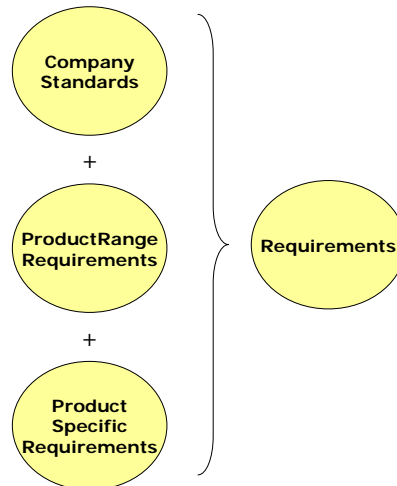 Company
Standards
+
ProductRange
Requirements
+
Product
Specific
Requirements
Requirements